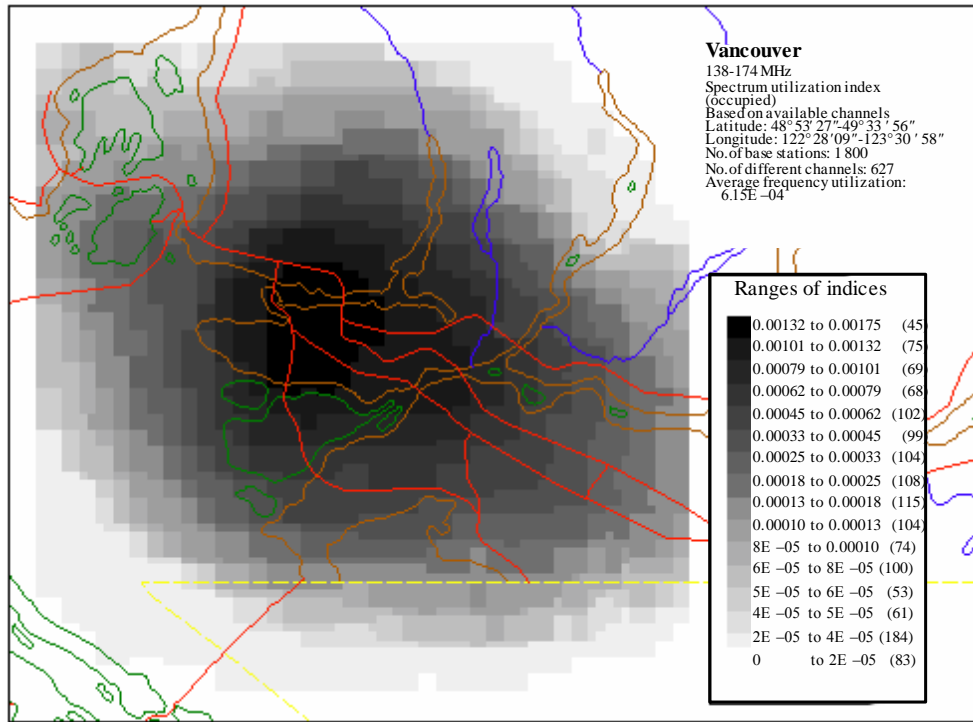 Vancouver
138-174 MHz
Spectrum utilization index
(occupied)
Based on available channels
Latitude: 48° 53′ 27″-49° 33′ 56″
Longitude: 122° 28′ 09″-123° 30′ 58″
No. of base stations: 1 800
No. of different channels: 627
Average frequency utilization:
6.15E –04
Ranges of indices
0.00132 to 0.00175 (45)
0.00101 to 0.00132 (75)
0.00079 to 0.00101 (69)
0.00062 to 0.00079 (68)
0.00045 to 0.00062 (102)
0.00033 to 0.00045 (99)
0.00025 to 0.00033 (104)
0.00018 to 0.00025 (108)
0.00013 to 0.00018 (115)
0.00010 to 0.00013 (104)
8E –05 to 0.00010 (74)
6E –05 to 8E –05 (100)
5E –05 to 6E –05 (53)
4E –05 to 5E –05 (61)
2E –05 to 4E –05 (184)
0 to 2E –05 (83)